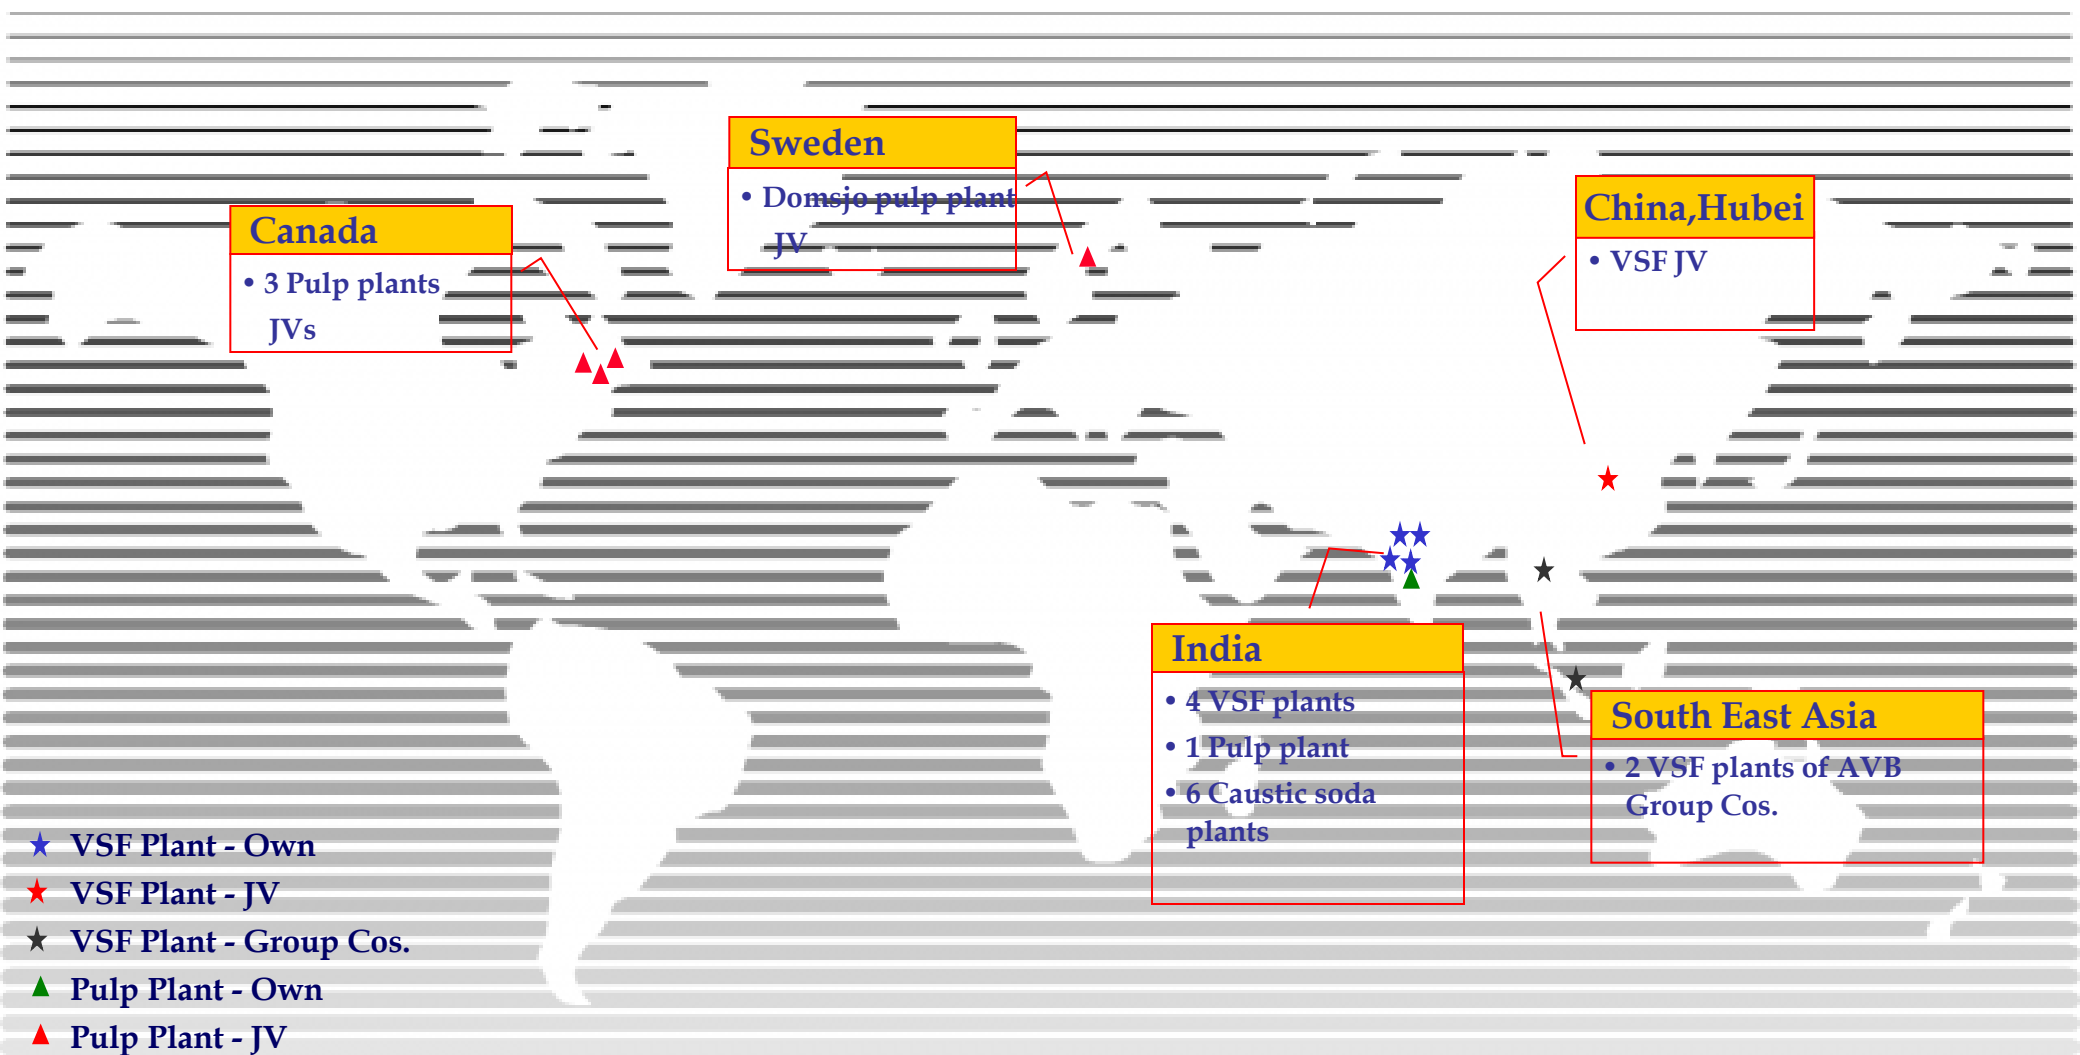 Sweden
• Domsjo pulp plant
JV
Canada
• 3 Pulp plants
JVs
China,Hubei
• VSF JV
India
• 4 VSF plants
• 1 Pulp plant
• 6 Caustic soda
plants
South East Asia
• 2 VSF plants of AVB
Group Cos.
VSF Plant - Own
VSF Plant - JV
VSF Plant - Group Cos.
Pulp Plant - Own
Pulp Plant - JV